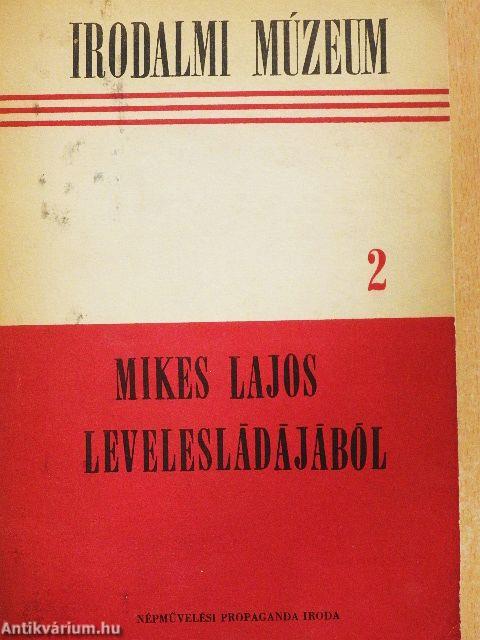 IRODALMI MÚZEUM
2
MIKES LAJOS
LEVELESLÁDÁJÁBÓL
NÉPMŰVELÉSI PROPAGANDA IRODA
Antikvárium.hu